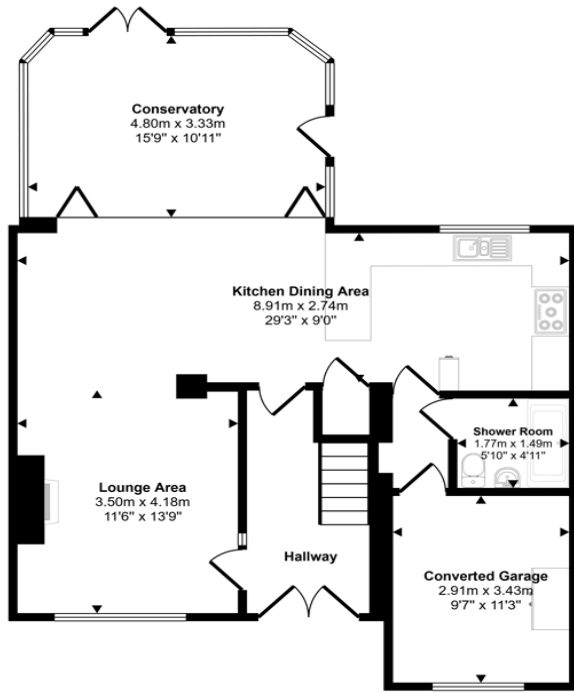 Conservatory
4.80m x 3.33m
15'9" x 10'11"
Kitchen Dining Area
8.91m x 2.74m
29'3" x 9'0"
Shower Room
1.77m x 1.49m
5'10" x 4'11"
Lounge Area
3.50m x 4.18m
11'6" x 13'9"
Hallway
Converted Garage
2.91m x 3.43m
9'7" x 11'3"